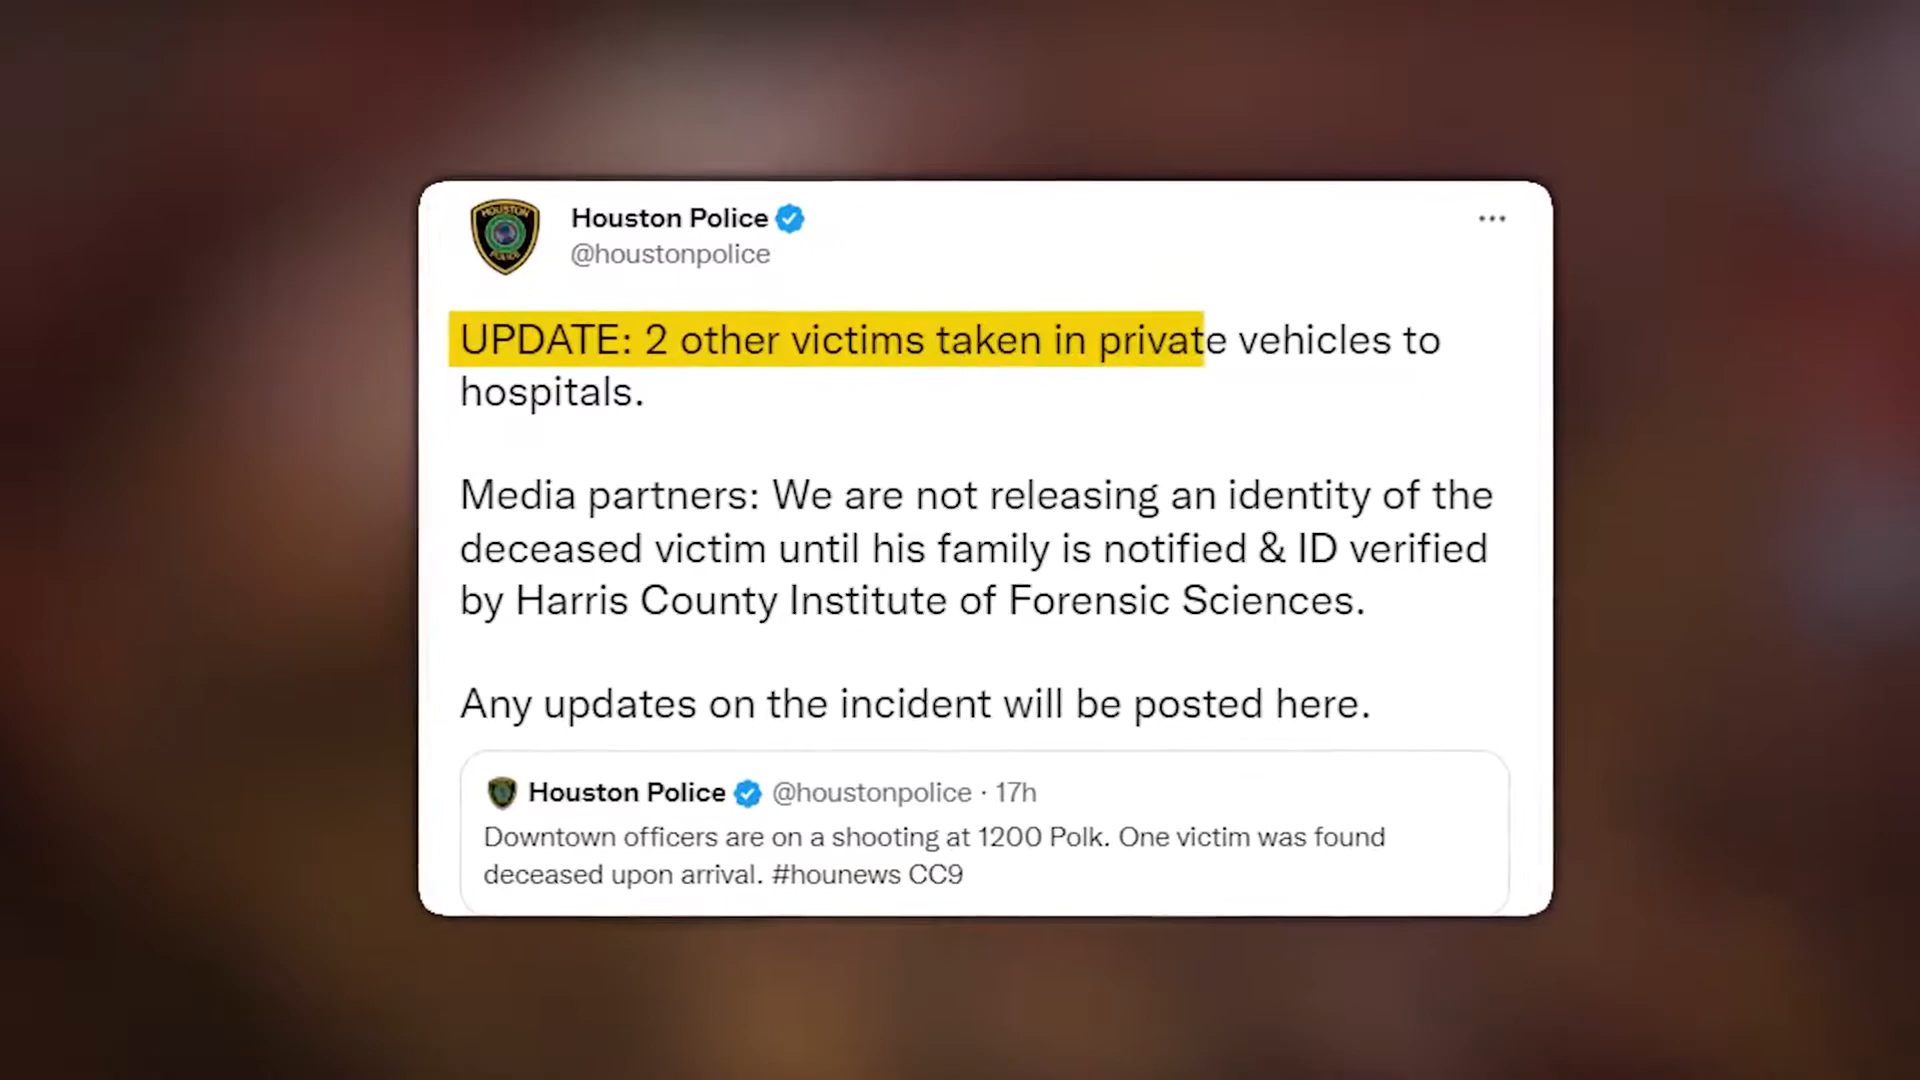 HOUSTON
POLICE
Houston Police
@houstonpolice
UPDATE: 2 other victims taken in private vehicles to
hospitals.
Media partners: We are not releasing an identity of the
deceased victim until his family is notified & ID verified
by Harris County Institute of Forensic Sciences.
Any updates on the incident will be posted here.
Houston Police @houstonpolice · 17h
Downtown officers are on a shooting at 1200 Polk. One victim was found
deceased upon arrival. #hounews CC9